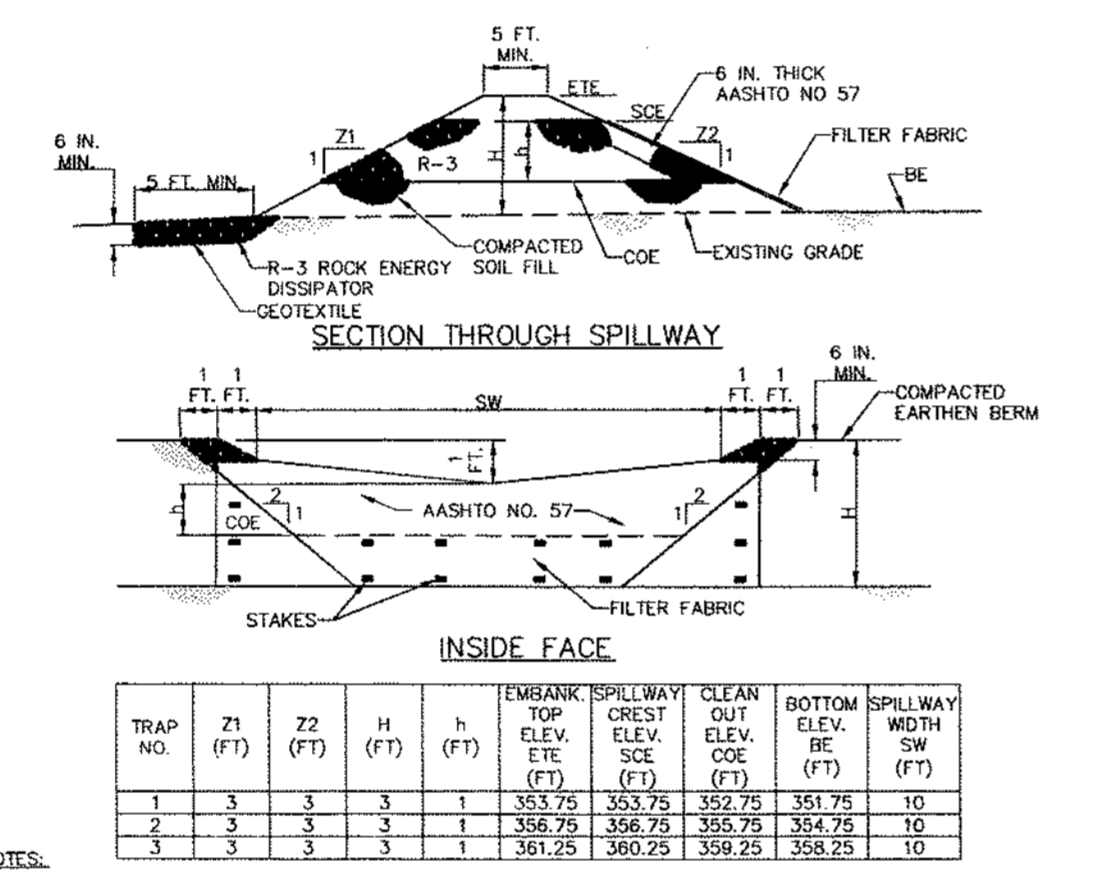 5 FT.
MIN.
6 IN. THICK
AASHTO NO 57
ETE
SCE
Z1
Z2
1
1
FILTER FABRIC
6 IN.
MIN.
R-3
H
h
BE
5 FT. MIN
COMPACTED
SOIL FILL
COE
EXISTING GRADE
R-3 ROCK ENERGY
DISSIPATOR
GEOTEXTILE
SECTION THROUGH SPILLWAY
6 IN.
MIN.
1 FT.
1 FT.
SW
1 FT.
1 FT.
COMPACTED
EARTHEN BERM
1 FT.
h
2
1
AASHTO NO. 57
2
1
H
COE
STAKES
FILTER FABRIC
INSIDE FACE
TRAP NO. Z1 (FT) Z2 (FT) H (FT) h (FT) EMBANK. TOP ELEV. ETE (FT) SPILLWAY CREST ELEV. SCE (FT) CLEAN OUT ELEV. COE (FT) BOTTOM ELEV. BE (FT) SPILLWAY WIDTH SW (FT)
1 3 3 3 1 353.75 353.75 352.75 351.75 10
2 3 3 3 1 356.75 356.75 355.75 354.75 10
3 3 3 3 1 361.25 360.25 359.25 358.25 10
OTES: